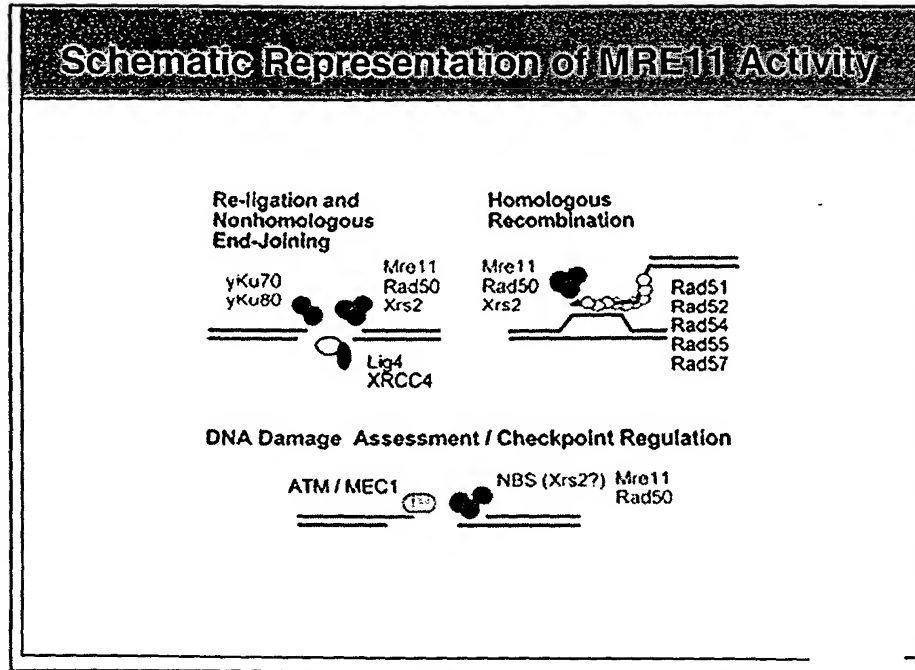 Schematic Representation of MRE11 Activity
Re-ligation and
Nonhomologous
End-Joining
yKu70
yKu80
Mre11
Rad50
Xrs2
Lig4
XRCC4
Homologous
Recombination
Mre11
Rad50
Xrs2
Rad51
Rad52
Rad54
Rad55
Rad57
DNA Damage Assessment / Checkpoint Regulation
ATM / MEC1
NBS (Xrs2?)
Mre11
Rad50